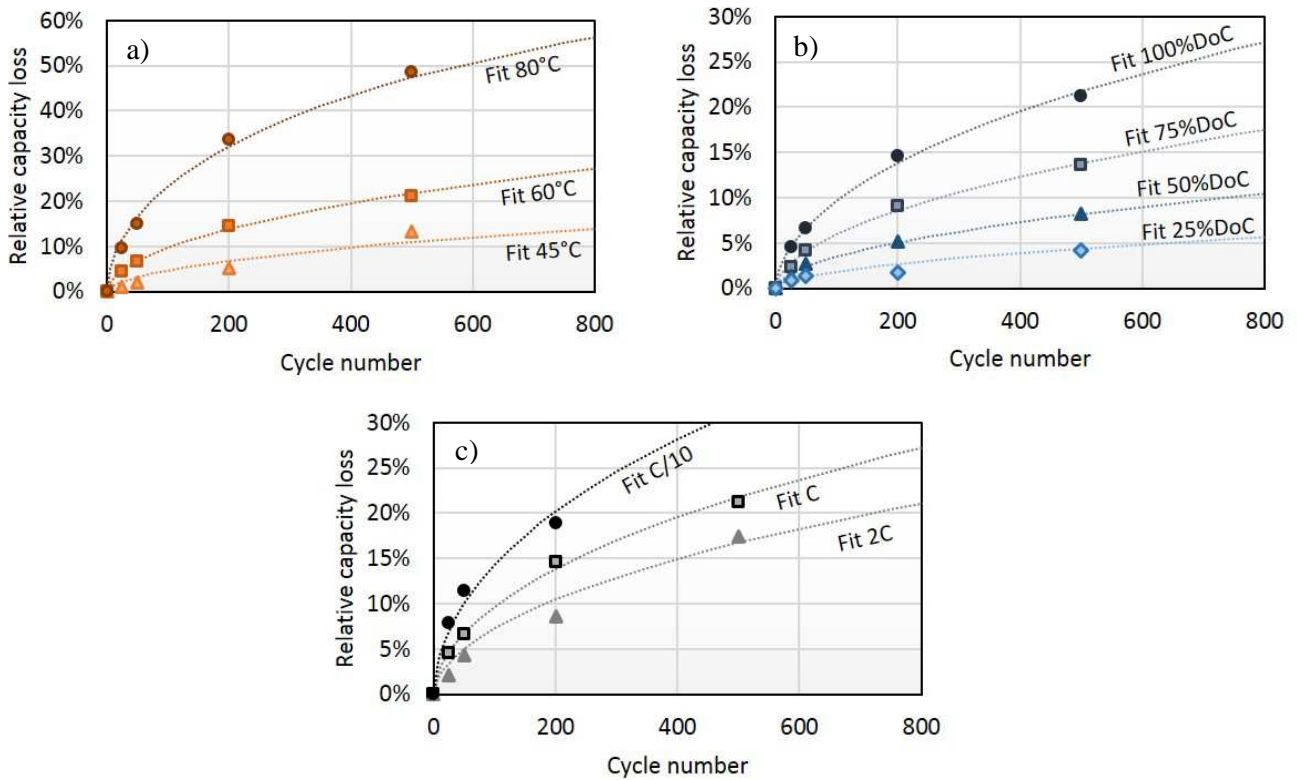 a)
Relative capacity loss
60%
50%
40%
30%
20%
10%
0%
Fit 80°C
Fit 60°C
Fit 45°C
0 200 400 600 800
Cycle number
b)
Relative capacity loss
30%
25%
20%
15%
10%
5%
0%
Fit 100%DoC
Fit 75%DoC
Fit 50%DoC
Fit 25%DoC
0 200 400 600 800
Cycle number
c)
Relative capacity loss
30%
25%
20%
15%
10%
5%
0%
Fit C/10
Fit C
Fit 2C
0 200 400 600 800
Cycle number